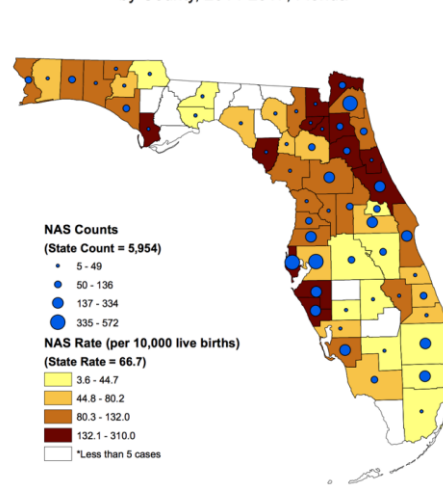 NAS Counts
(State Count = 5,954)
5 - 49
50 - 136
137 - 334
335 - 572
NAS Rate (per 10,000 live births)
(State Rate = 66.7)
3.6 - 44.7
44.8 - 80.2
80.3 - 132.0
132.1 - 310.0
*Less than 5 cases